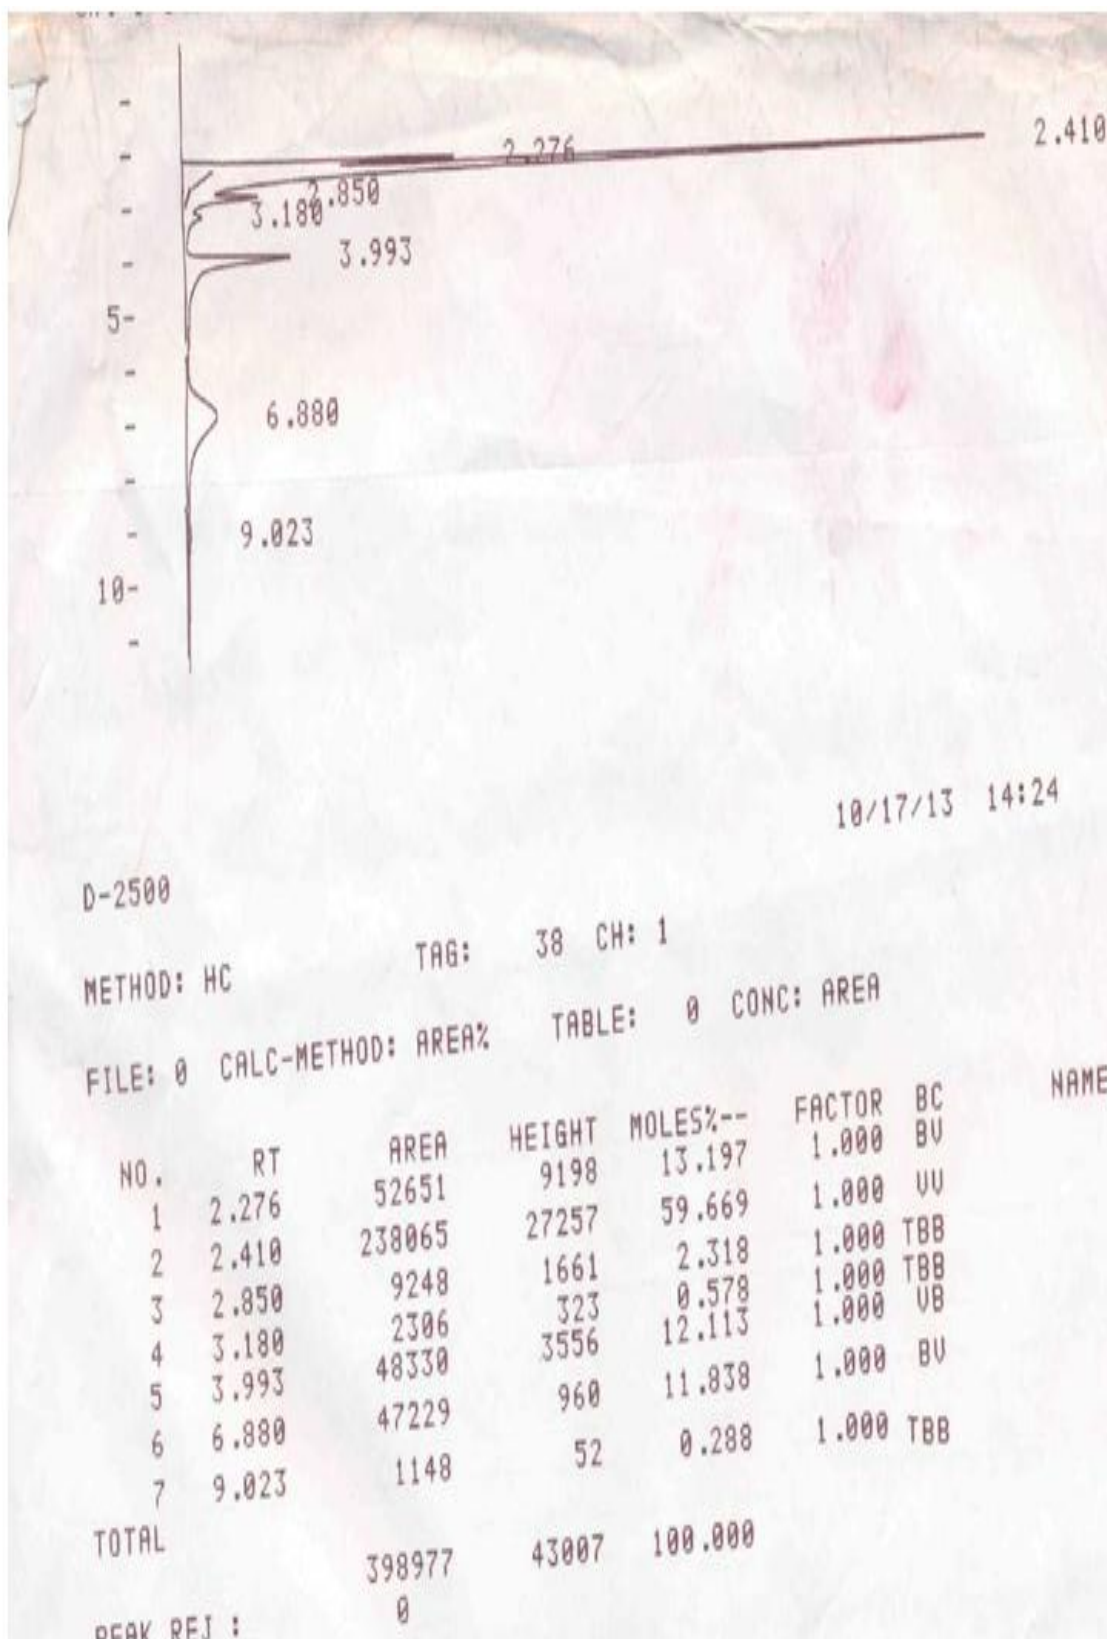 2.276 2.410
2.850
3.180
3.993
5-
6.880
9.023
10-
10/17/13 14:24
D-2500
METHOD: HC TAG: 38 CH: 1
FILE: 0 CALC-METHOD: AREA% TABLE: 0 CONC: AREA
NO. RT AREA HEIGHT MOLES%-- FACTOR BC NAME
1 2.276 52651 9198 13.197 1.000 BV
2 2.410 238065 27257 59.669 1.000 VV
3 2.850 9248 1661 2.318 1.000 TBB
4 3.180 2306 323 0.578 1.000 TBB
5 3.993 48330 3556 12.113 1.000 VB
6 6.880 47229 960 11.838 1.000 BV
7 9.023 1148 52 0.288 1.000 TBB
TOTAL
398977 43007 100.000
PEAK REJ : 0